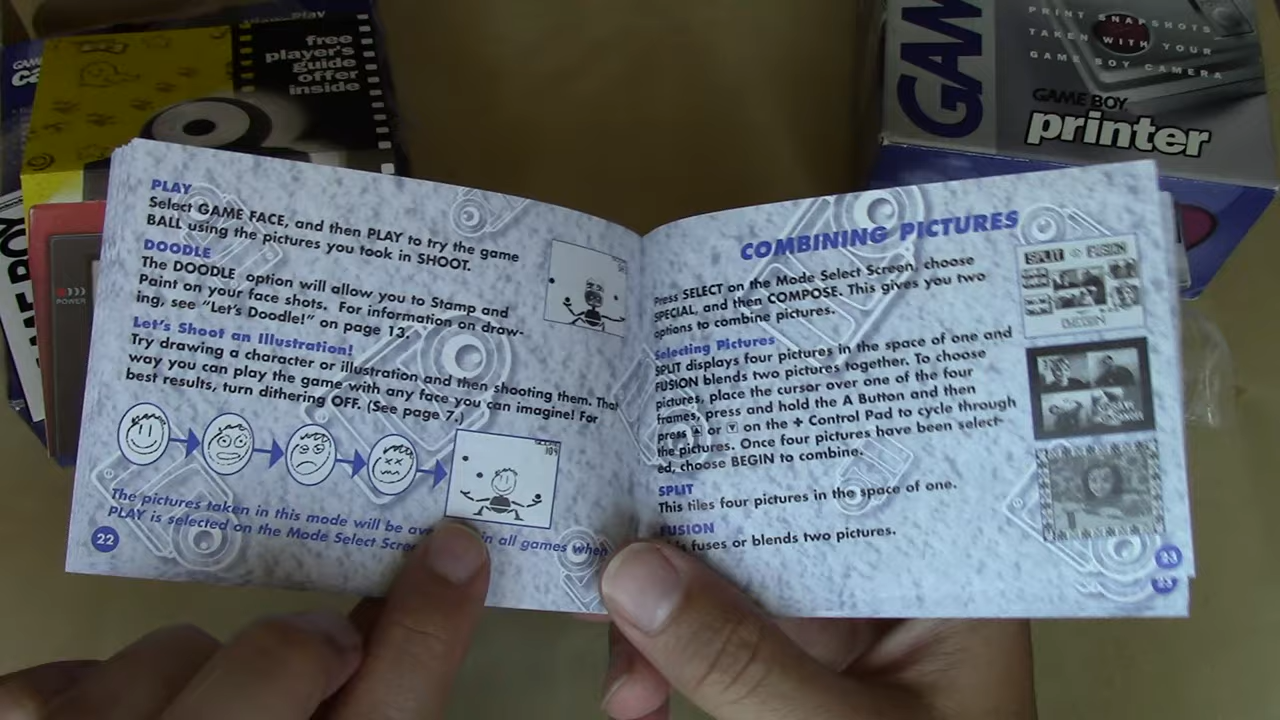 free
player's
guide
offer
inside
PRINT SNAPSHOTS
TAKEN WITH YOUR
GAME BOY CAMERA
GAME BOY
printer
POWER
PLAY
Select GAME FACE, and then PLAY to try the game
BALL using the pictures you took in SHOOT.
DOODLE
The DOODLE option will allow you to Stamp and
Paint on your face shots. For information on draw-
ing, see "Let's Doodle!" on page 13.
Let's Shoot an Illustration!
Try drawing a character or illustration and then shooting them. That
way you can play the game with any face you can imagine! For
best results, turn dithering OFF. (See page 7.)
109
The pictures taken in this mode will be in all games when
PLAY is selected on the Mode Select
22
COMBINING PICTURES
Press SELECT on the Mode Select Screen, choose
SPECIAL, and then COMPOSE. This gives you two
options to combine pictures.
Selecting Pictures
SPLIT displays four pictures in the space of one and
FUSION blends two pictures together. To choose
pictures, place the cursor over one of the four
frames, press and hold the A Button and then
press ▲ or ▼ on the + Control Pad to cycle through
the pictures. Once four pictures have been select-
ed, choose BEGIN to combine.
SPLIT
This tiles four pictures in the space of one.
FUSION
fuses or blends two pictures.
SPLIT FUSION
BEGIN
23